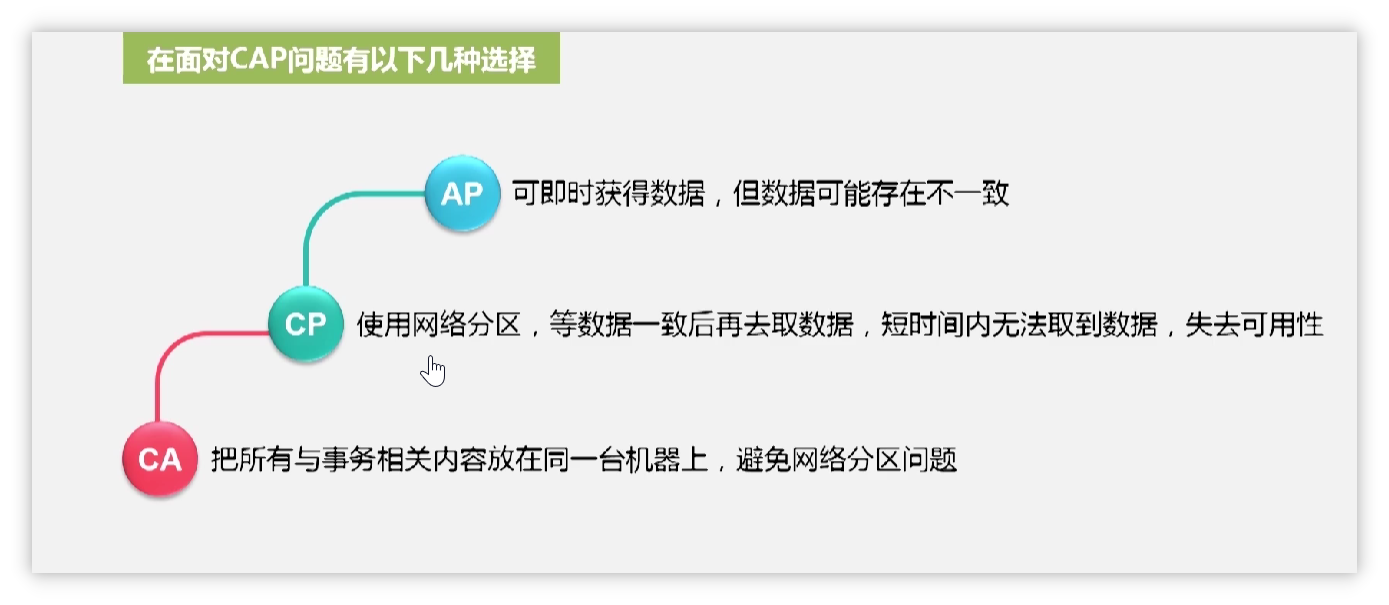 在面对CAP问题有以下几种选择
AP 可即时获得数据，但数据可能存在不一致
CP 使用网络分区，等数据一致后再去取数据，短时间内无法取到数据，失去可用性
CA 把所有与事务相关内容放在同一台机器上，避免网络分区问题